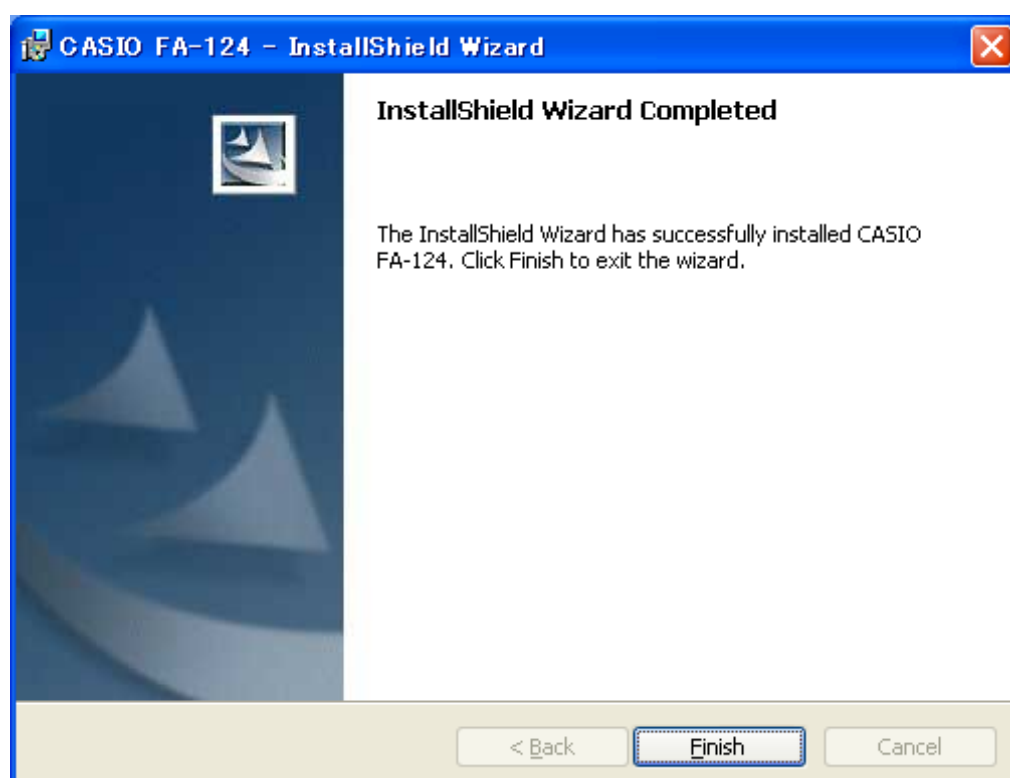 CASIO FA-124 - InstallShield Wizard
InstallShield Wizard Completed
The InstallShield Wizard has successfully installed CASIO
FA-124. Click Finish to exit the wizard.
< Back
Finish
Cancel